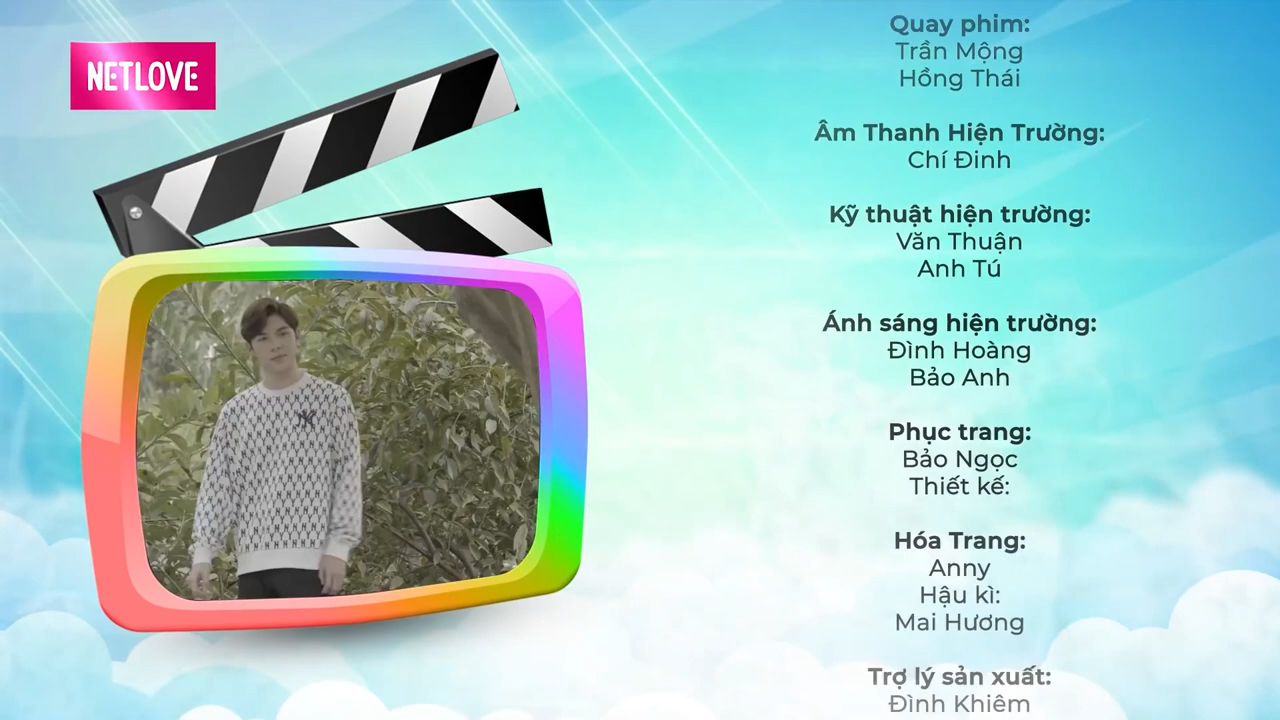 NETLOVE
Quay phim:
Trần Mộng
Hồng Thái
Âm Thanh Hiện Trường:
Chí Đinh
Kỹ thuật hiện trường:
Văn Thuận
Anh Tú
Ánh sáng hiện trường:
Đình Hoàng
Bảo Anh
Phục trang:
Bảo Ngọc
Thiết kế:
Hóa Trang:
Anny
Hậu kì:
Mai Hương
Trợ lý sản xuất:
Đình Khiêm
NY